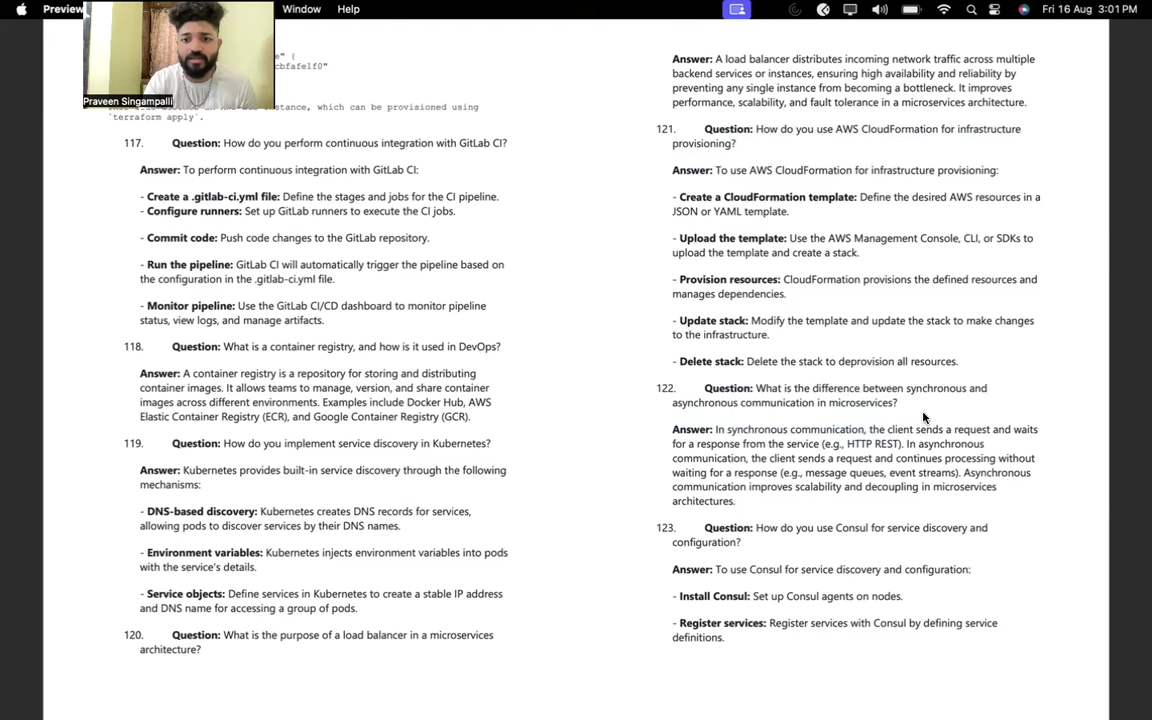 Preview
Window
Help
Fri 16 Aug 3:01 PM
Praveen Singampalli
e" {
cbfafe1f0"
instance, which can be provisioned using
`terraform apply`.
117. Question: How do you perform continuous integration with GitLab CI?
Answer: To perform continuous integration with GitLab CI:
- Create a .gitlab-ci.yml file: Define the stages and jobs for the CI pipeline.
- Configure runners: Set up GitLab runners to execute the CI jobs.
- Commit code: Push code changes to the GitLab repository.
- Run the pipeline: GitLab CI will automatically trigger the pipeline based on
the configuration in the .gitlab-ci.yml file.
- Monitor pipeline: Use the GitLab CI/CD dashboard to monitor pipeline
status, view logs, and manage artifacts.
118. Question: What is a container registry, and how is it used in DevOps?
Answer: A container registry is a repository for storing and distributing
container images. It allows teams to manage, version, and share container
images across different environments. Examples include Docker Hub, AWS
Elastic Container Registry (ECR), and Google Container Registry (GCR).
119. Question: How do you implement service discovery in Kubernetes?
Answer: Kubernetes provides built-in service discovery through the following
mechanisms:
- DNS-based discovery: Kubernetes creates DNS records for services,
allowing pods to discover services by their DNS names.
- Environment variables: Kubernetes injects environment variables into pods
with the service's details.
- Service objects: Define services in Kubernetes to create a stable IP address
and DNS name for accessing a group of pods.
120. Question: What is the purpose of a load balancer in a microservices
architecture?
Answer: A load balancer distributes incoming network traffic across multiple
backend services or instances, ensuring high availability and reliability by
preventing any single instance from becoming a bottleneck. It improves
performance, scalability, and fault tolerance in a microservices architecture.
121. Question: How do you use AWS CloudFormation for infrastructure
provisioning?
Answer: To use AWS CloudFormation for infrastructure provisioning:
- Create a CloudFormation template: Define the desired AWS resources in a
JSON or YAML template.
- Upload the template: Use the AWS Management Console, CLI, or SDKs to
upload the template and create a stack.
- Provision resources: CloudFormation provisions the defined resources and
manages dependencies.
- Update stack: Modify the template and update the stack to make changes
to the infrastructure.
- Delete stack: Delete the stack to deprovision all resources.
122. Question: What is the difference between synchronous and
asynchronous communication in microservices?
Answer: In synchronous communication, the client sends a request and waits
for a response from the service (e.g., HTTP REST). In asynchronous
communication, the client sends a request and continues processing without
waiting for a response (e.g., message queues, event streams). Asynchronous
communication improves scalability and decoupling in microservices
architectures.
123. Question: How do you use Consul for service discovery and
configuration?
Answer: To use Consul for service discovery and configuration:
- Install Consul: Set up Consul agents on nodes.
- Register services: Register services with Consul by defining service
definitions.